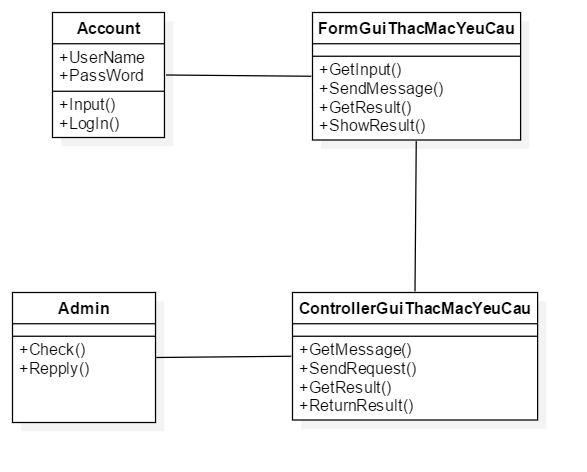 Account
+UserName
+PassWord
+Input()
+LogIn()
FormGuiThacMacYeuCau
+GetInput()
+SendMessage()
+GetResult()
+ShowResult()
Admin
+Check()
+Repply()
ControllerGuiThacMacYeuCau
+GetMessage()
+SendRequest()
+GetResult()
+ReturnResult()